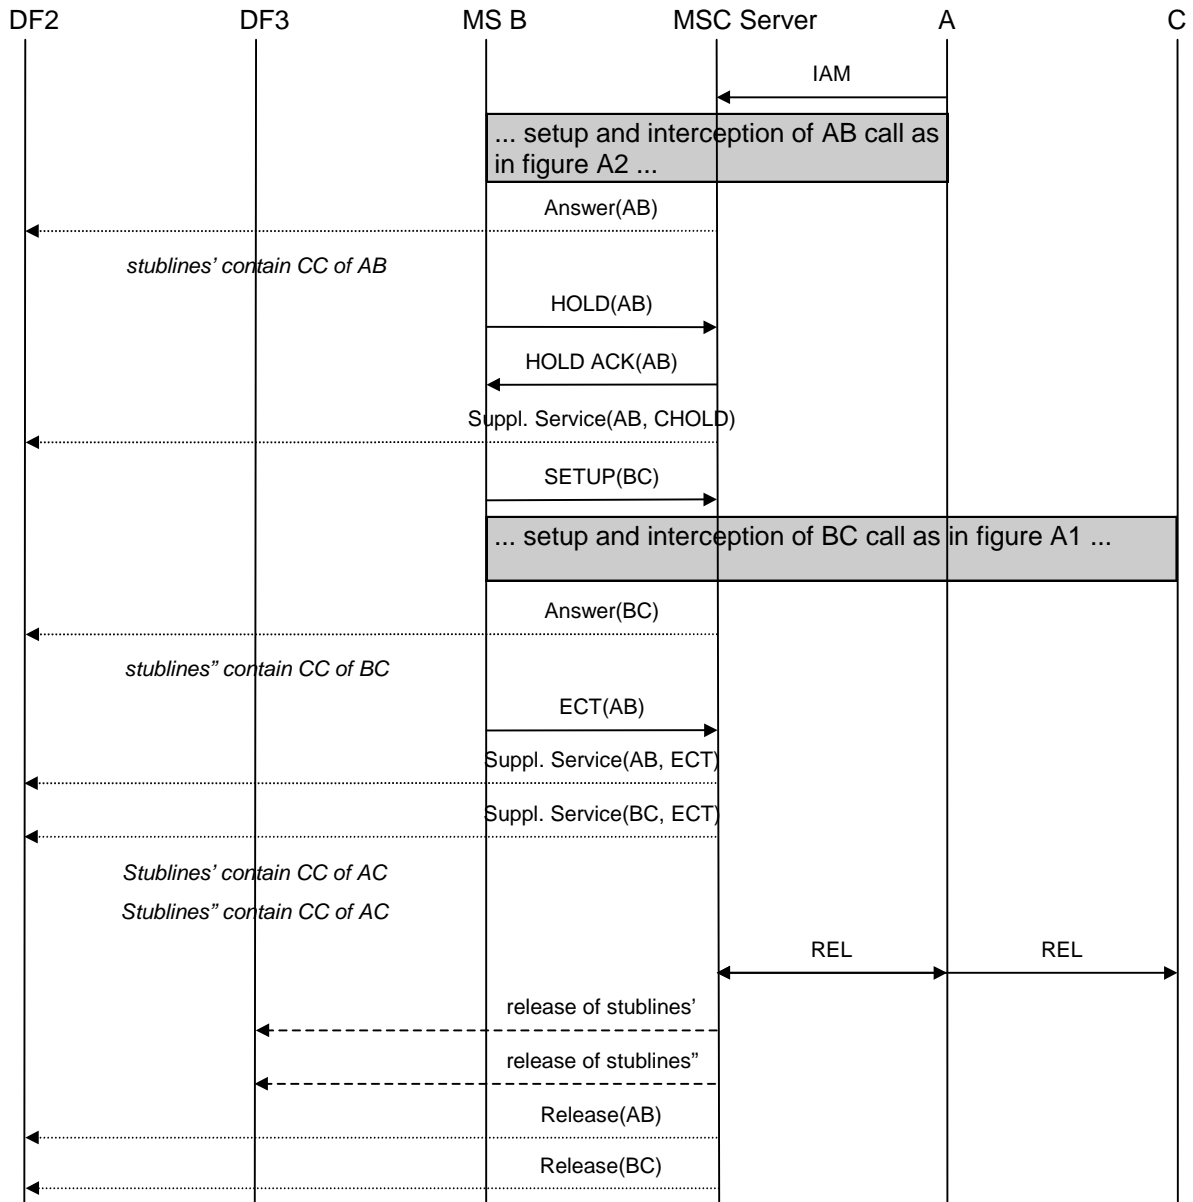 DF2 DF3 MS B MSC Server A C
IAM
... setup and interception of AB call as
in figure A2 ...
Answer(AB)
stublines’ contain CC of AB
HOLD(AB)
HOLD ACK(AB)
Suppl. Service(AB, CHOLD)
SETUP(BC)
... setup and interception of BC call as in figure A1 ...
Answer(BC)
stublines” contain CC of BC
ECT(AB)
Suppl. Service(AB, ECT)
Suppl. Service(BC, ECT)
Stublines’ contain CC of AC
Stublines” contain CC of AC
REL REL
release of stublines’
release of stublines”
Release(AB)
Release(BC)